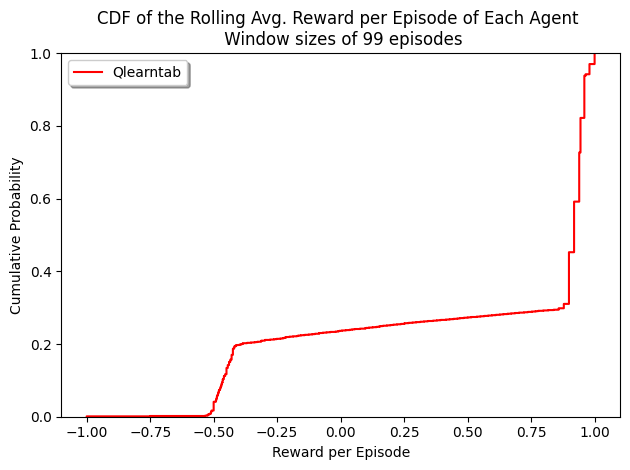 CDF of the Rolling Avg. Reward per Episode of Each Agent
Window sizes of 99 episodes
Qlearntab
1.0
0.8
0.6
0.4
0.2
0.0
Cumulative Probability
−1.00 −0.75 −0.50 −0.25 0.00 0.25 0.50 0.75 1.00
Reward per Episode